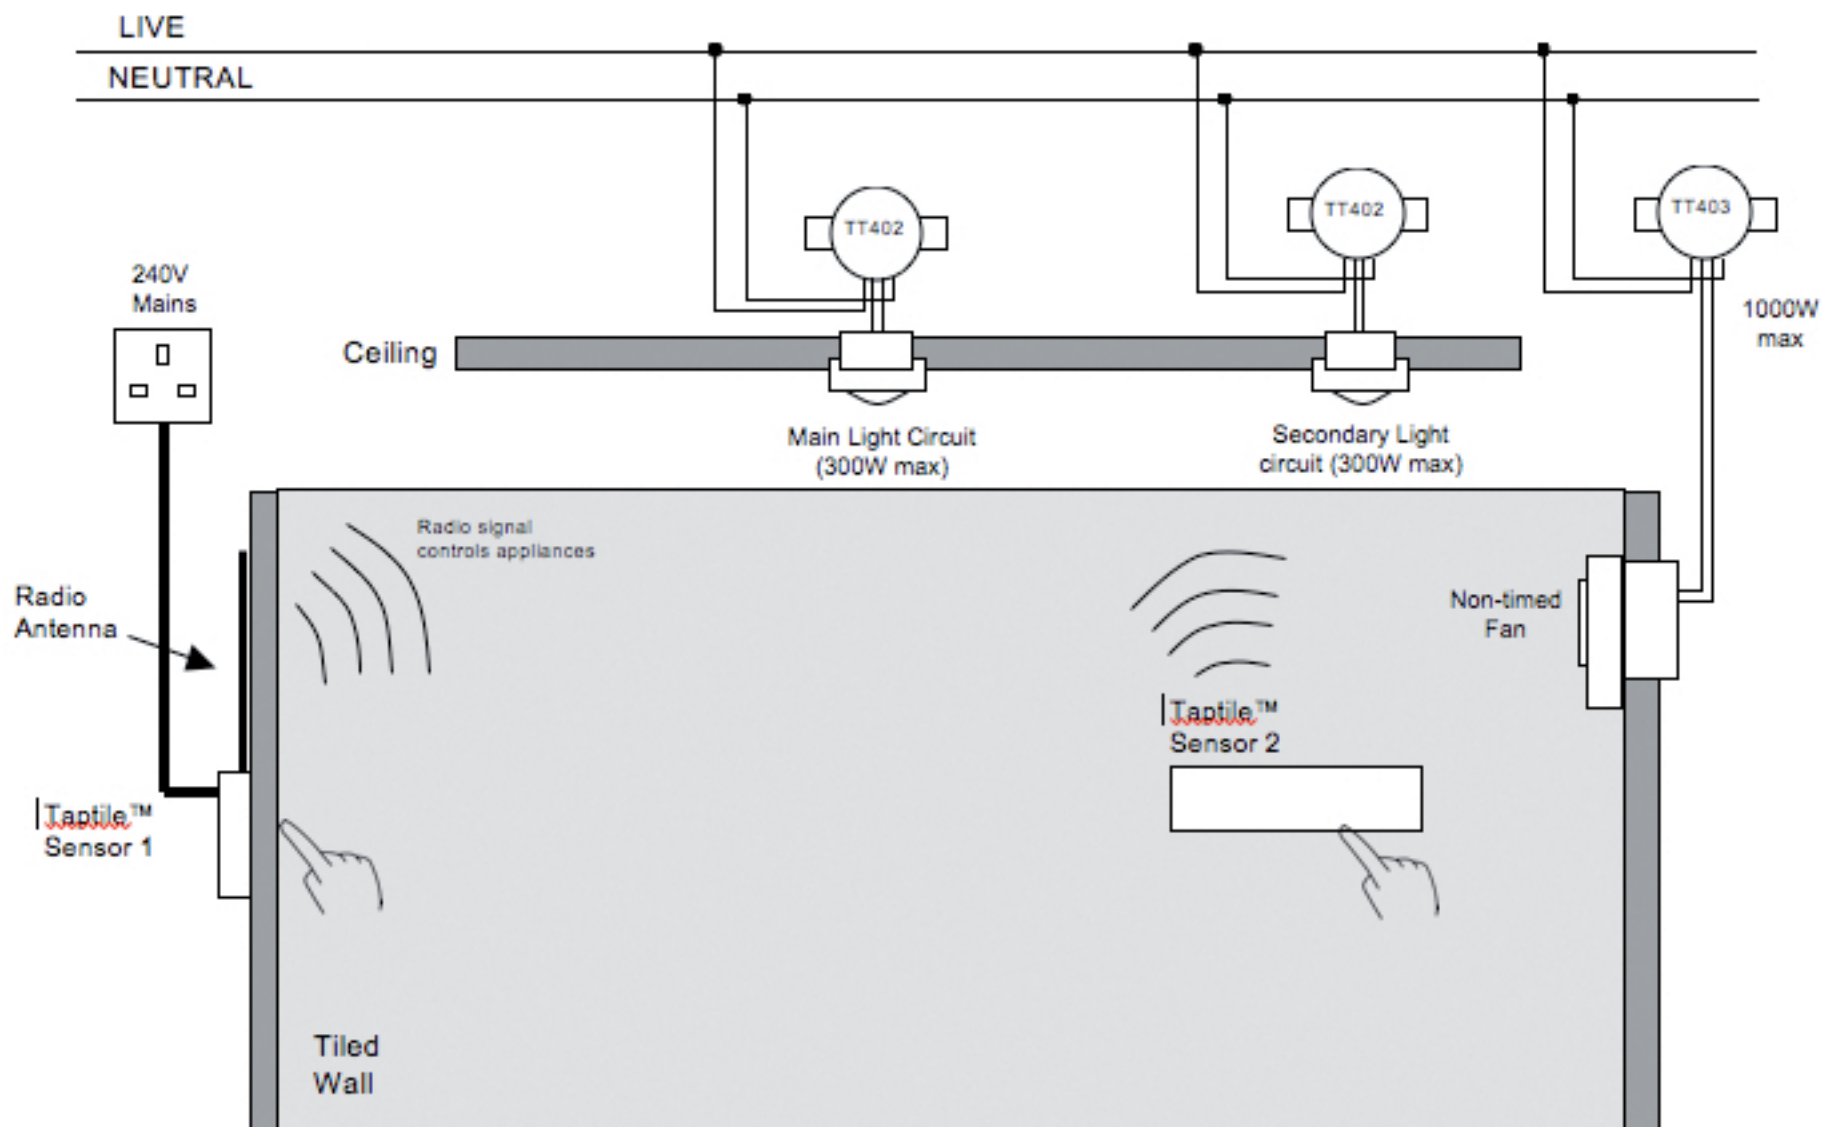 LIVE
NEUTRAL
TT402
TT402
TT403
240V
Mains
1000W
max
Ceiling
Main Light Circuit
(300W max)
Secondary Light
circuit (300W max)
Radio signal
controls appliances
Radio
Antenna
Non-timed
Fan
Taptile™
Sensor 2
Taptile™
Sensor 1
Tiled
Wall